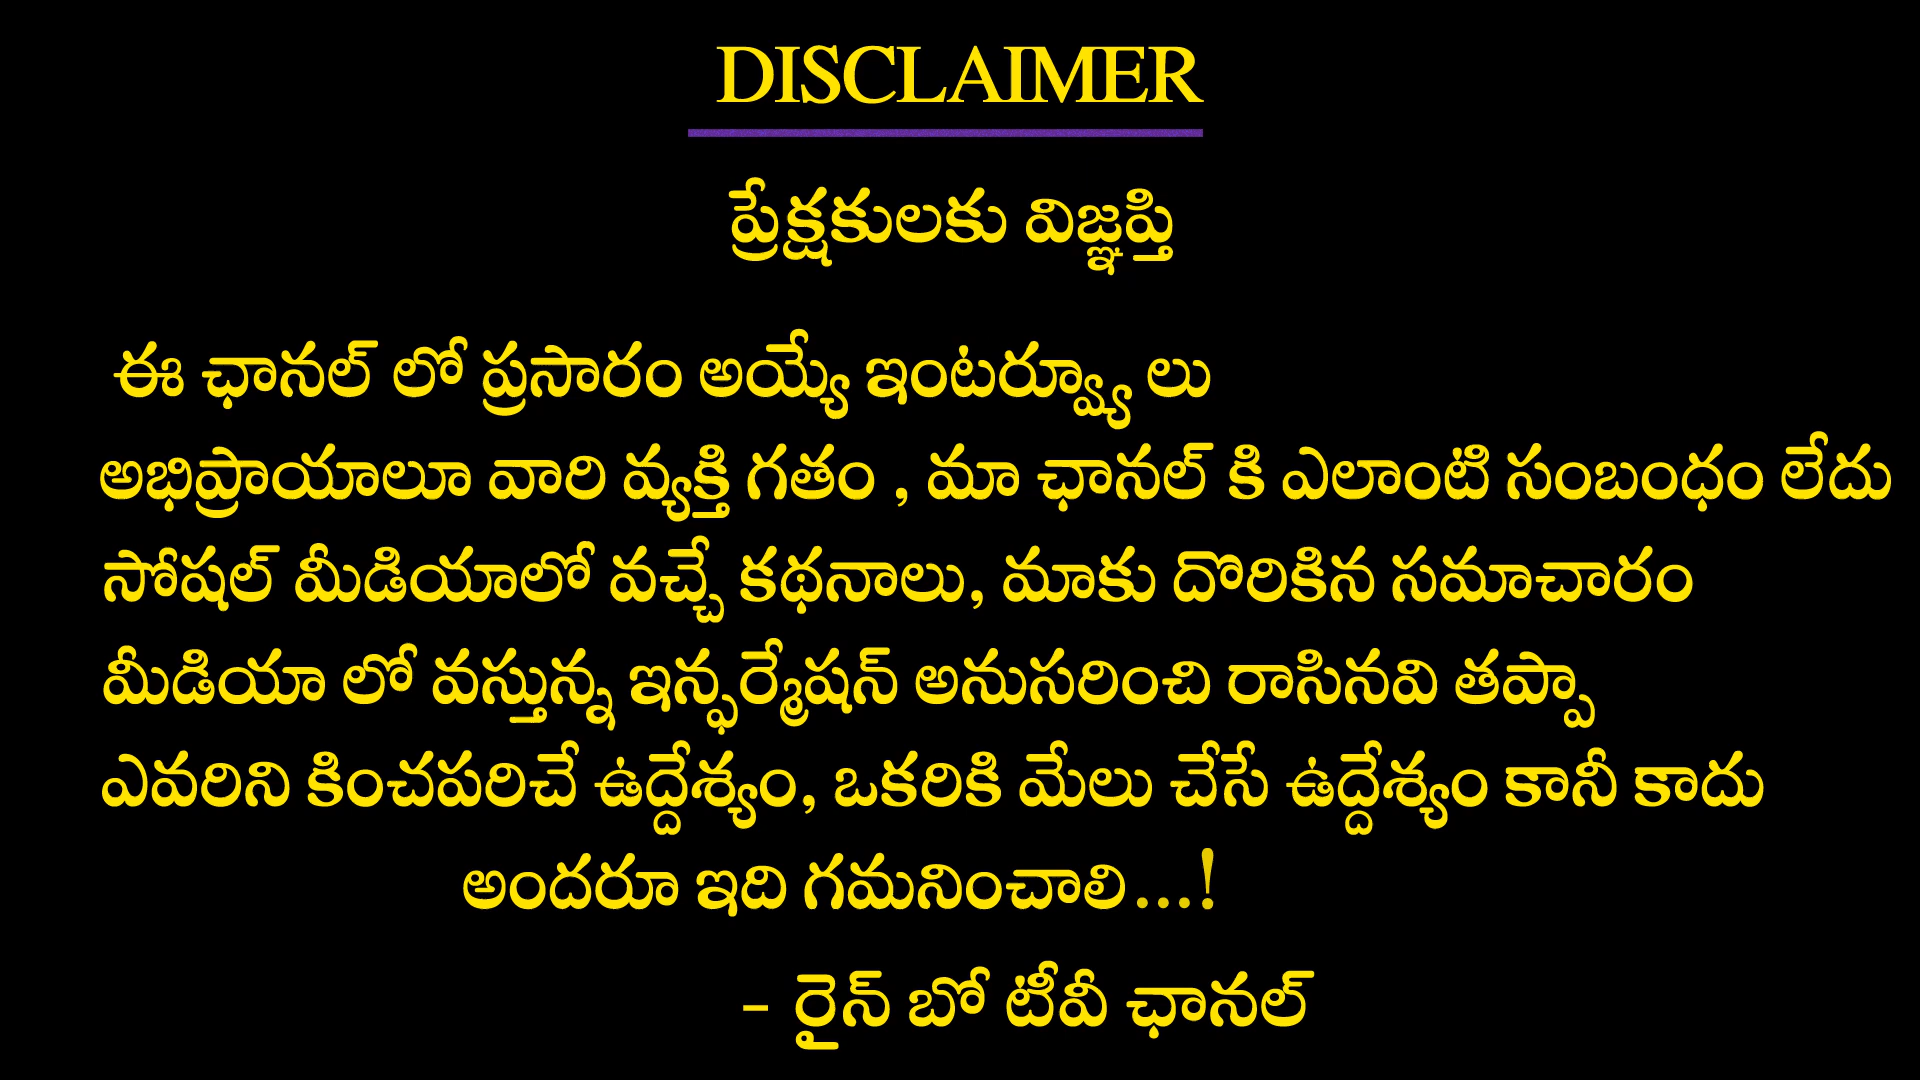 DISCLAIMER
ప్రేక్షకులకు విజ్ఞప్తి
ఈ ఛానల్ లో ప్రసారం అయ్యే ఇంటర్వ్యూ లు
అభిప్రాయాలూ వారి వ్యక్తి గతం , మా ఛానల్ కి ఎలాంటి సంబంధం లేదు
సోషల్ మీడియాలో వచ్చే కథనాలు, మాకు దొరికిన సమాచారం
మీడియా లో వస్తున్న ఇన్ఫర్మేషన్ అనుసరించి రాసినవి తప్పా
ఎవరిని కించపరిచే ఉద్దేశ్యం, ఒకరికి మేలు చేసే ఉద్దేశ్యం కానీ కాదు
అందరూ ఇది గమనించాలి...!
- రైన్ బో టీవీ ఛానల్